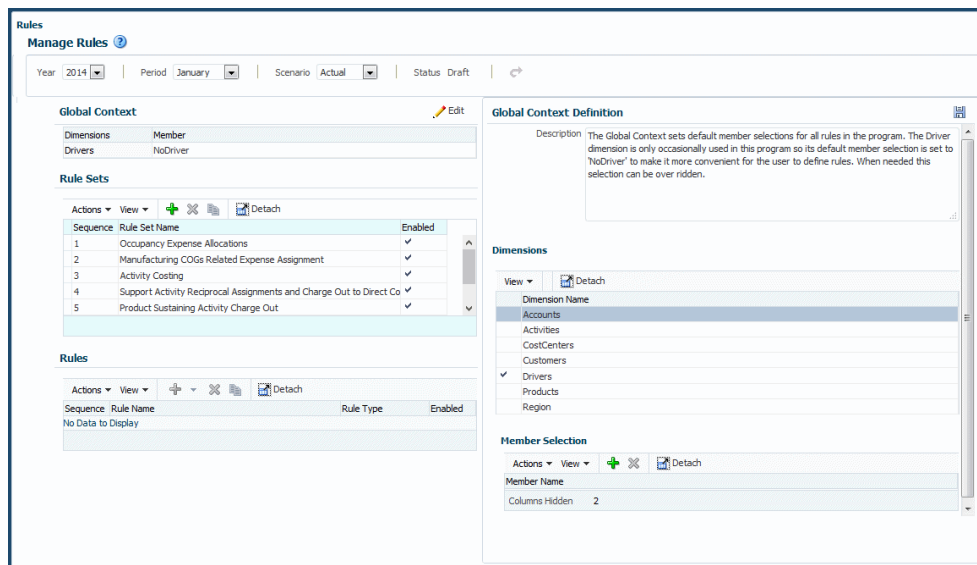 Rules
Manage Rules
Year 2014 Period January Scenario Actual Status Draft
Global Context
Edit
Dimensions Member
Drivers NoDriver
Rule Sets
Actions View Detach
Sequence Rule Set Name Enabled
1 Occupancy Expense Allocations
2 Manufacturing COGs Related Expense Assignment
3 Activity Costing
4 Support Activity Reciprocal Assignments and Charge Out to Direct Co
5 Product Sustaining Activity Charge Out
Rules
Actions View Detach
Sequence Rule Name Rule Type Enabled
No Data to Display
Global Context Definition
Description The Global Context sets default member selections for all rules in the program. The Driver
dimension is only occasionally used in this program so its default member selection is set to
'NoDriver' to make it more convenient for the user to define rules. When needed this
selection can be over ridden.
Dimensions
View Detach
Dimension Name
Accounts
Activities
CostCenters
Customers
Drivers
Products
Region
Member Selection
Actions View Detach
Member Name
Columns Hidden 2